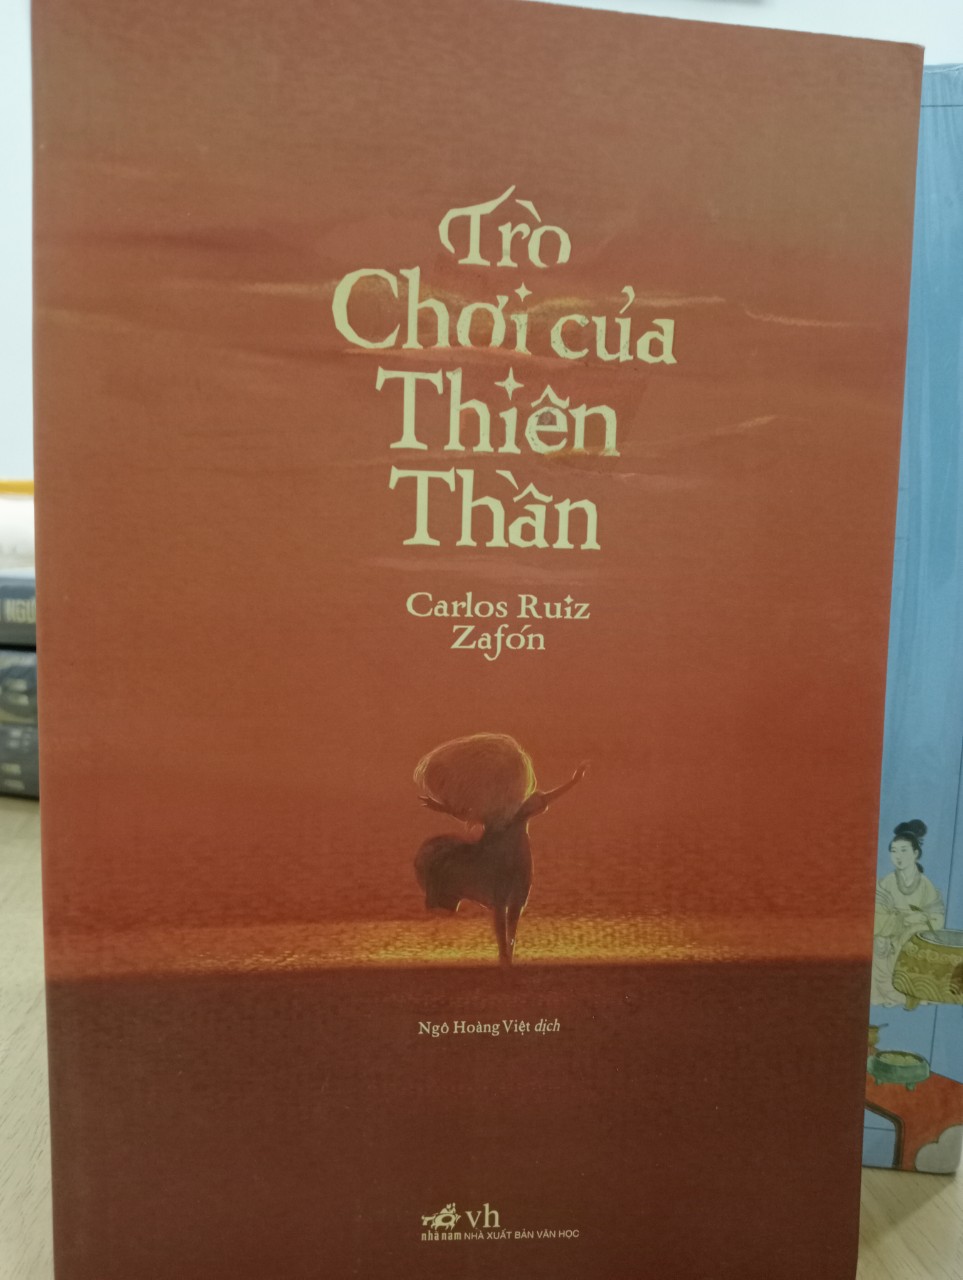 Trò
Chơi của
Thiên
Thần
Carlos Ruiz
Zafón
Ngô Hoàng Việt dịch
vh
nhã nam NHÀ XUẤT BẢN VĂN HỌC